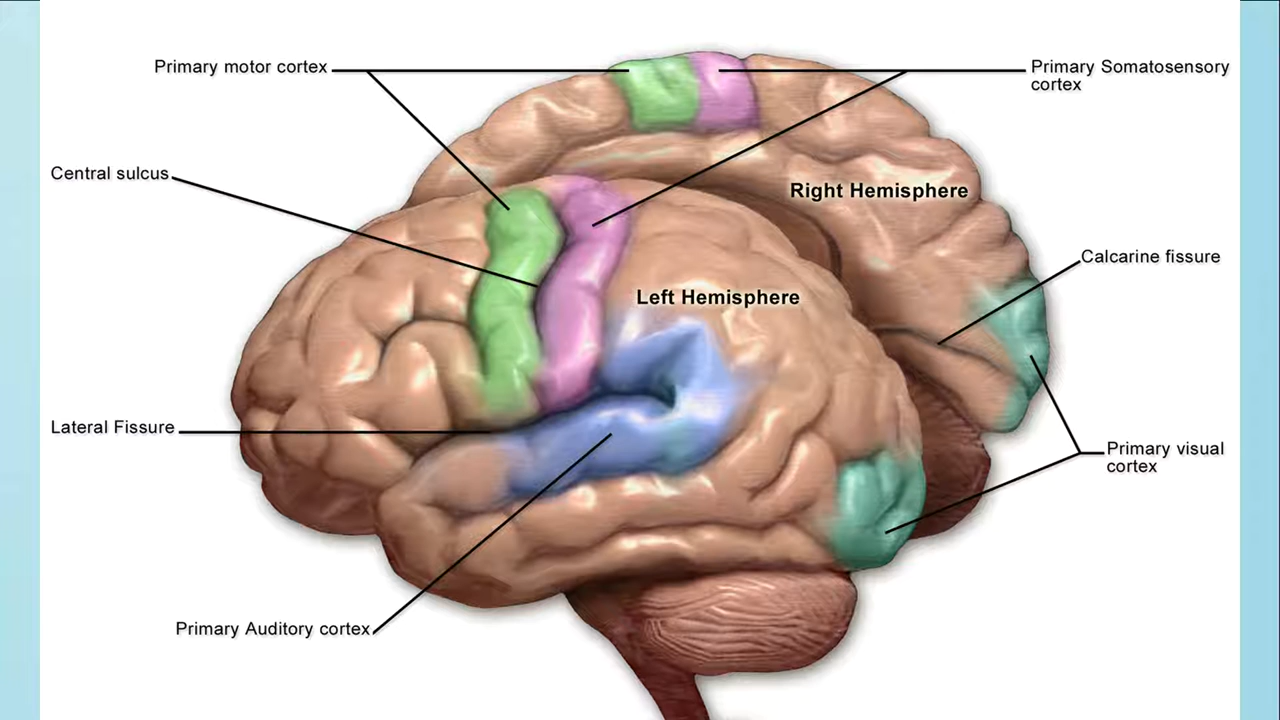 Primary motor cortex
Primary Somatosensory
cortex
Central sulcus
Right Hemisphere
Calcarine fissure
Left Hemisphere
Lateral Fissure
Primary visual
cortex
Primary Auditory cortex